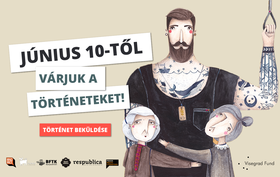 JÚNIUS 10-TŐL
VÁRJUK A
TÖRTÉNETEKET!
TÖRTÉNET BEKÜLDÉSE
BFTK
respublica
Visegrad Fund